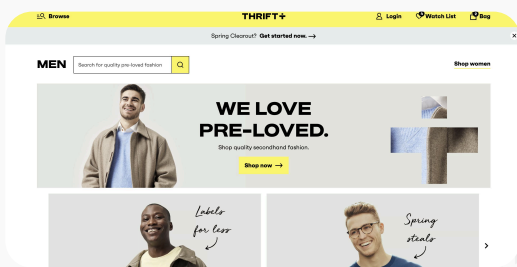 Browse
THRIFT+
Login
Watch List
Bag
Spring Clearout? Get started now. →
MEN
Search for quality pre-loved fashion
Shop women
WE LOVE
PRE-LOVED.
Shop quality secondhand fashion.
Shop now →
Labels
for less
Spring
steals